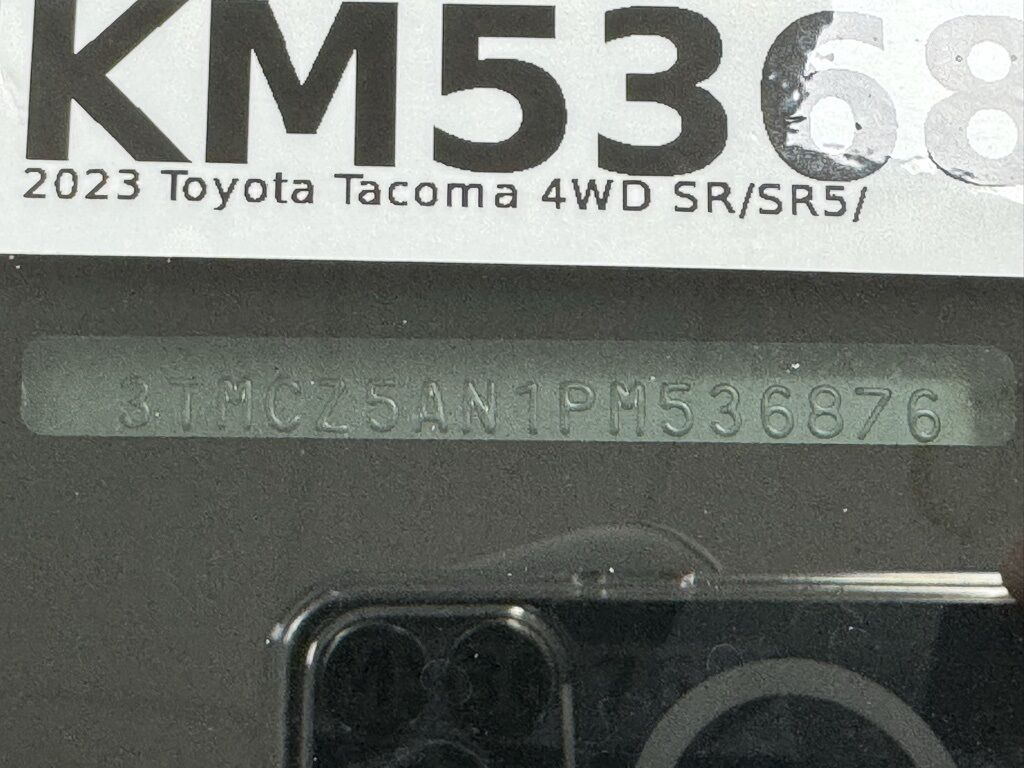 KM5368
2023 Toyota Tacoma 4WD SR/SR5/
3TMCZ5AN1PM536876